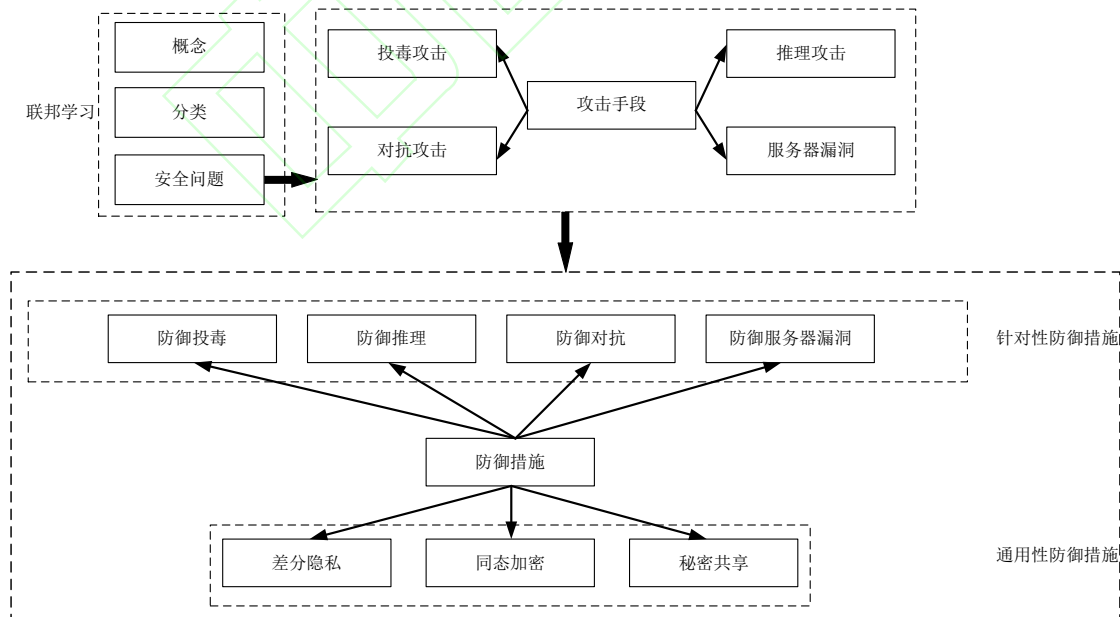 联邦学习
概念
分类
安全问题
投毒攻击
对抗攻击
攻击手段
推理攻击
服务器漏洞
防御投毒
防御推理
防御对抗
防御服务器漏洞
针对性防御措施
防御措施
差分隐私
同态加密
秘密共享
通用性防御措施